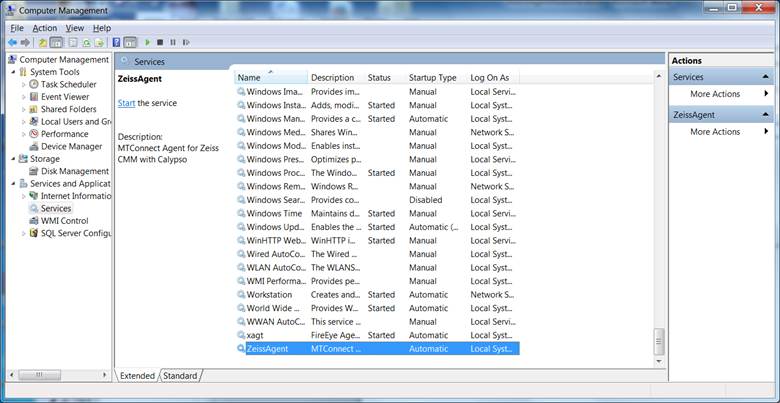 Computer Management
File Action View Help
Computer Management
System Tools
Task Scheduler
Event Viewer
Shared Folders
Local Users and Gr
Performance
Device Manager
Storage
Disk Management
Services and Applicat
Internet Informatio
Services
WMI Control
SQL Server Configu
Services
ZeissAgent
Start the service
Description:
MTConnect Agent for Zeiss
CMM with Calypso
Name Description Status Startup Type Log On As
Windows Ima... Provides im... Manual Local Servi...
Windows Insta... Adds, modi... Started Manual Local Syst...
Windows Man... Provides a c... Started Automatic Local Syst...
Windows Med... Shares Win... Manual Network S...
Windows Mod... Enables inst... Manual Local Syst...
Windows Pres... Optimizes p... Manual Local Servi...
Windows Proc... The Windo... Started Manual Local Syst...
Windows Rem... Windows R... Manual Network S...
Windows Sear... Provides co... Disabled Local Syst...
Windows Time Maintains d... Started Manual Local Servi...
Windows Upd... Enables the ... Started Automatic (... Local Syst...
WinHTTP Web... WinHTTP i... Started Manual Local Servi...
Wired AutoCo... The Wired ... Manual Local Syst...
WLAN AutoCo... The WLANS... Manual Local Syst...
WMI Performa... Provides pe... Manual Local Syst...
Workstation Creates and... Started Automatic Network S...
World Wide ... Provides W... Started Automatic Local Syst...
WWAN AutoC... This service ... Manual Local Servi...
xagt FireEye Age... Started Automatic Local Syst...
ZeissAgent MTConnect ... Automatic Local Syst...
Extended Standard
Actions
Services
More Actions
ZeissAgent
More Actions